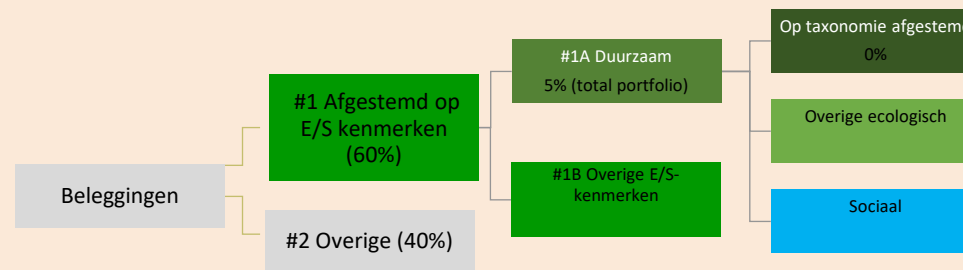 Beleggingen
#1 Afgestemd op
E/S kenmerken
(60%)
#2 Overige (40%)
#1A Duurzaam
5% (total portfolio)
#1B Overige E/S-
kenmerken
Op taxonomie afgestemd
0%
Overige ecologisch
Sociaal